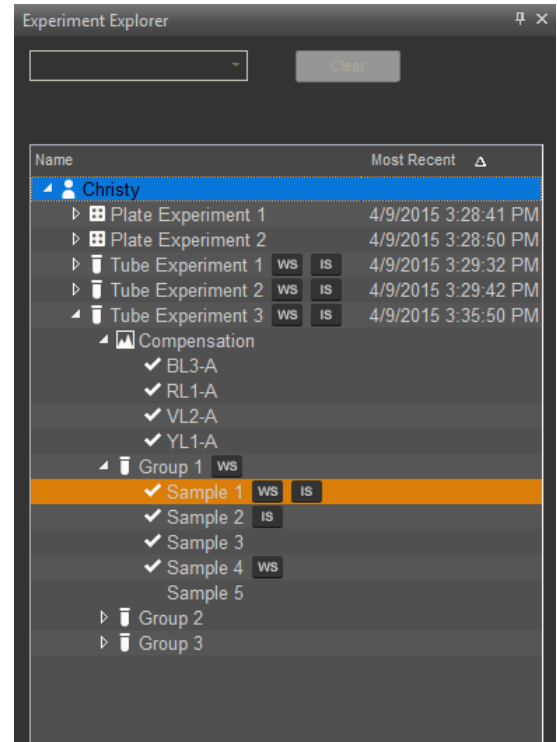 Experiment Explorer
Clear
Name Most Recent
Christy
Plate Experiment 1 4/9/2015 3:28:41 PM
Plate Experiment 2 4/9/2015 3:28:50 PM
Tube Experiment 1 WS IS 4/9/2015 3:29:32 PM
Tube Experiment 2 WS IS 4/9/2015 3:29:42 PM
Tube Experiment 3 WS IS 4/9/2015 3:35:50 PM
Compensation
BL3-A
RL1-A
VL2-A
YL1-A
Group 1 WS
Sample 1 WS IS
Sample 2 IS
Sample 3
Sample 4 WS
Sample 5
Group 2
Group 3